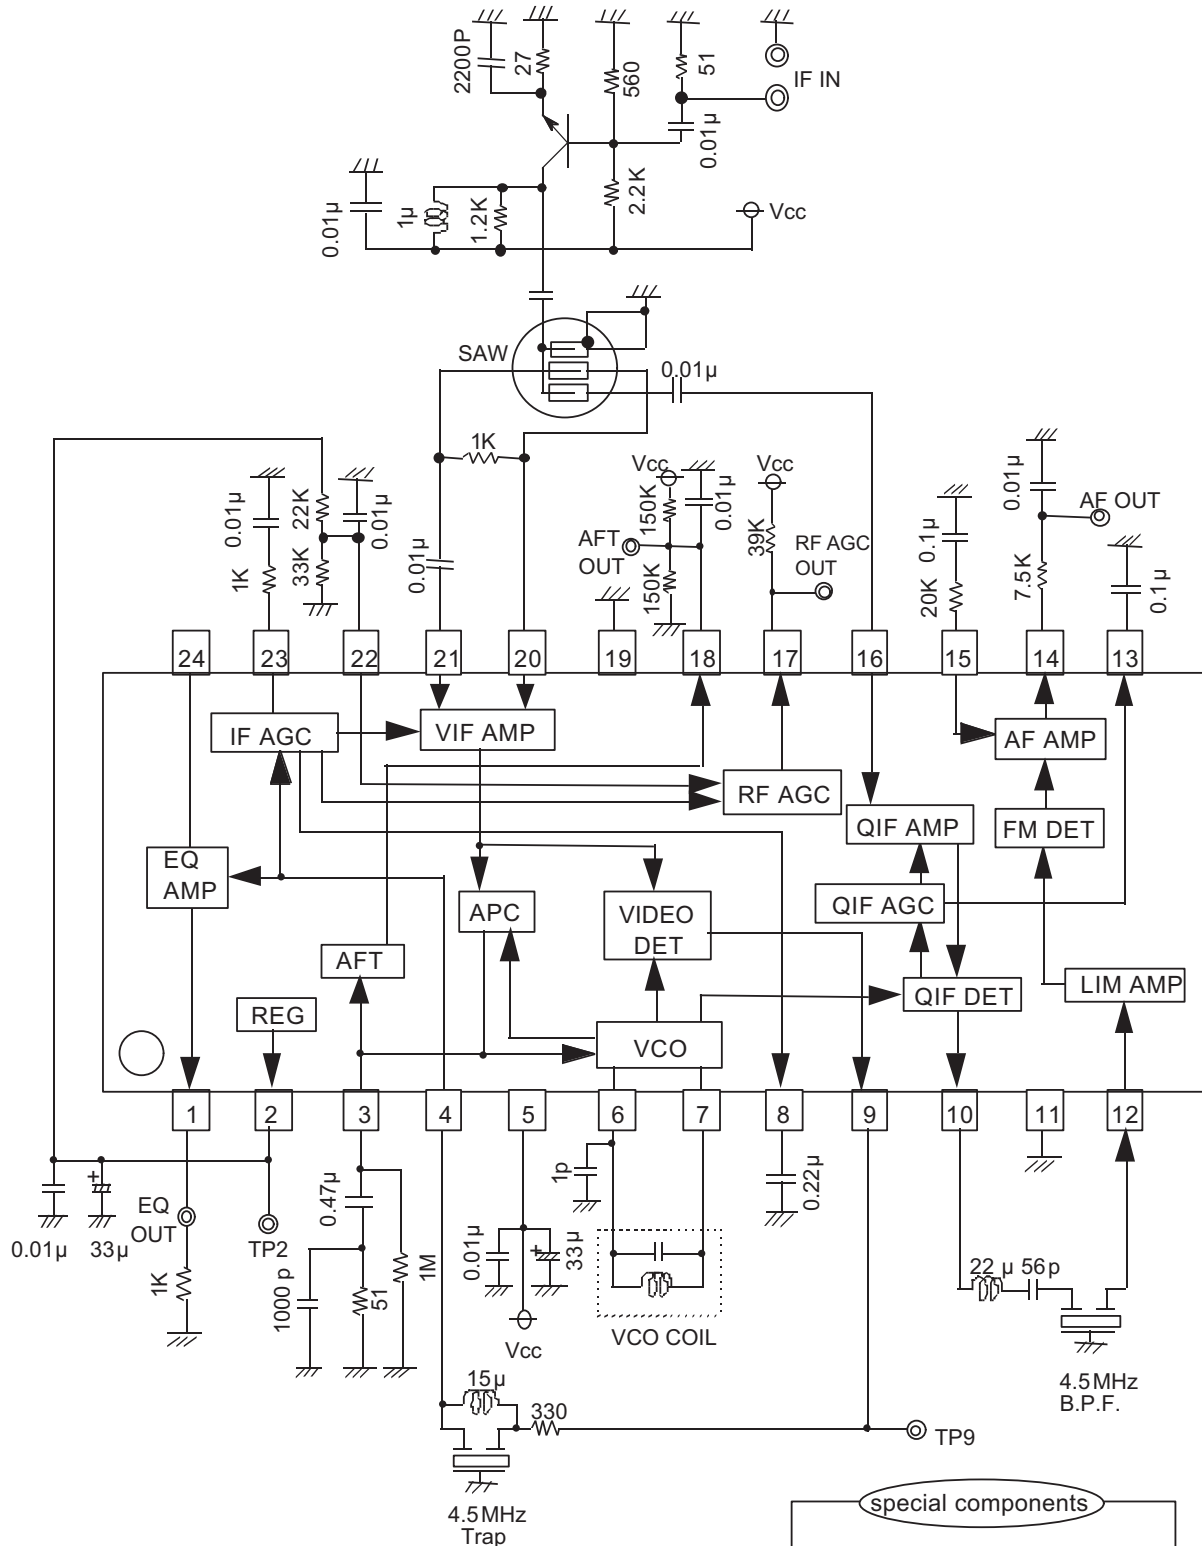 2200P
27
560
51
IF IN
0.01µ
0.01µ
1µ
1.2K
2.2K
Vcc
SAW
0.01µ
1K
Vcc
Vcc
0.01µ
22K
0.01µ
0.01µ
150K
0.01µ
39K
0.1µ
0.01µ
AF OUT
AFT
OUT
RF AGC
OUT
1K
33K
150K
20K
7.5K
0.1µ
24
23
22
21
20
19
18
17
16
15
14
13
IF AGC
VIF AMP
AF AMP
RF AGC
QIF AMP
FM DET
EQ
AMP
APC
VIDEO
DET
QIF AGC
AFT
QIF DET
LIM AMP
REG
VCO
1
2
3
4
5
6
7
8
9
10
11
12
0.01µ
33µ
EQ
OUT
TP2
1K
0.47µ
1000 p
51
1M
0.01µ
33µ
Vcc
1p
VCO COIL
0.22µ
22 µ
56p
4.5MHz
B.P.F.
15µ
330
TP9
4.5MHz
Trap
special components